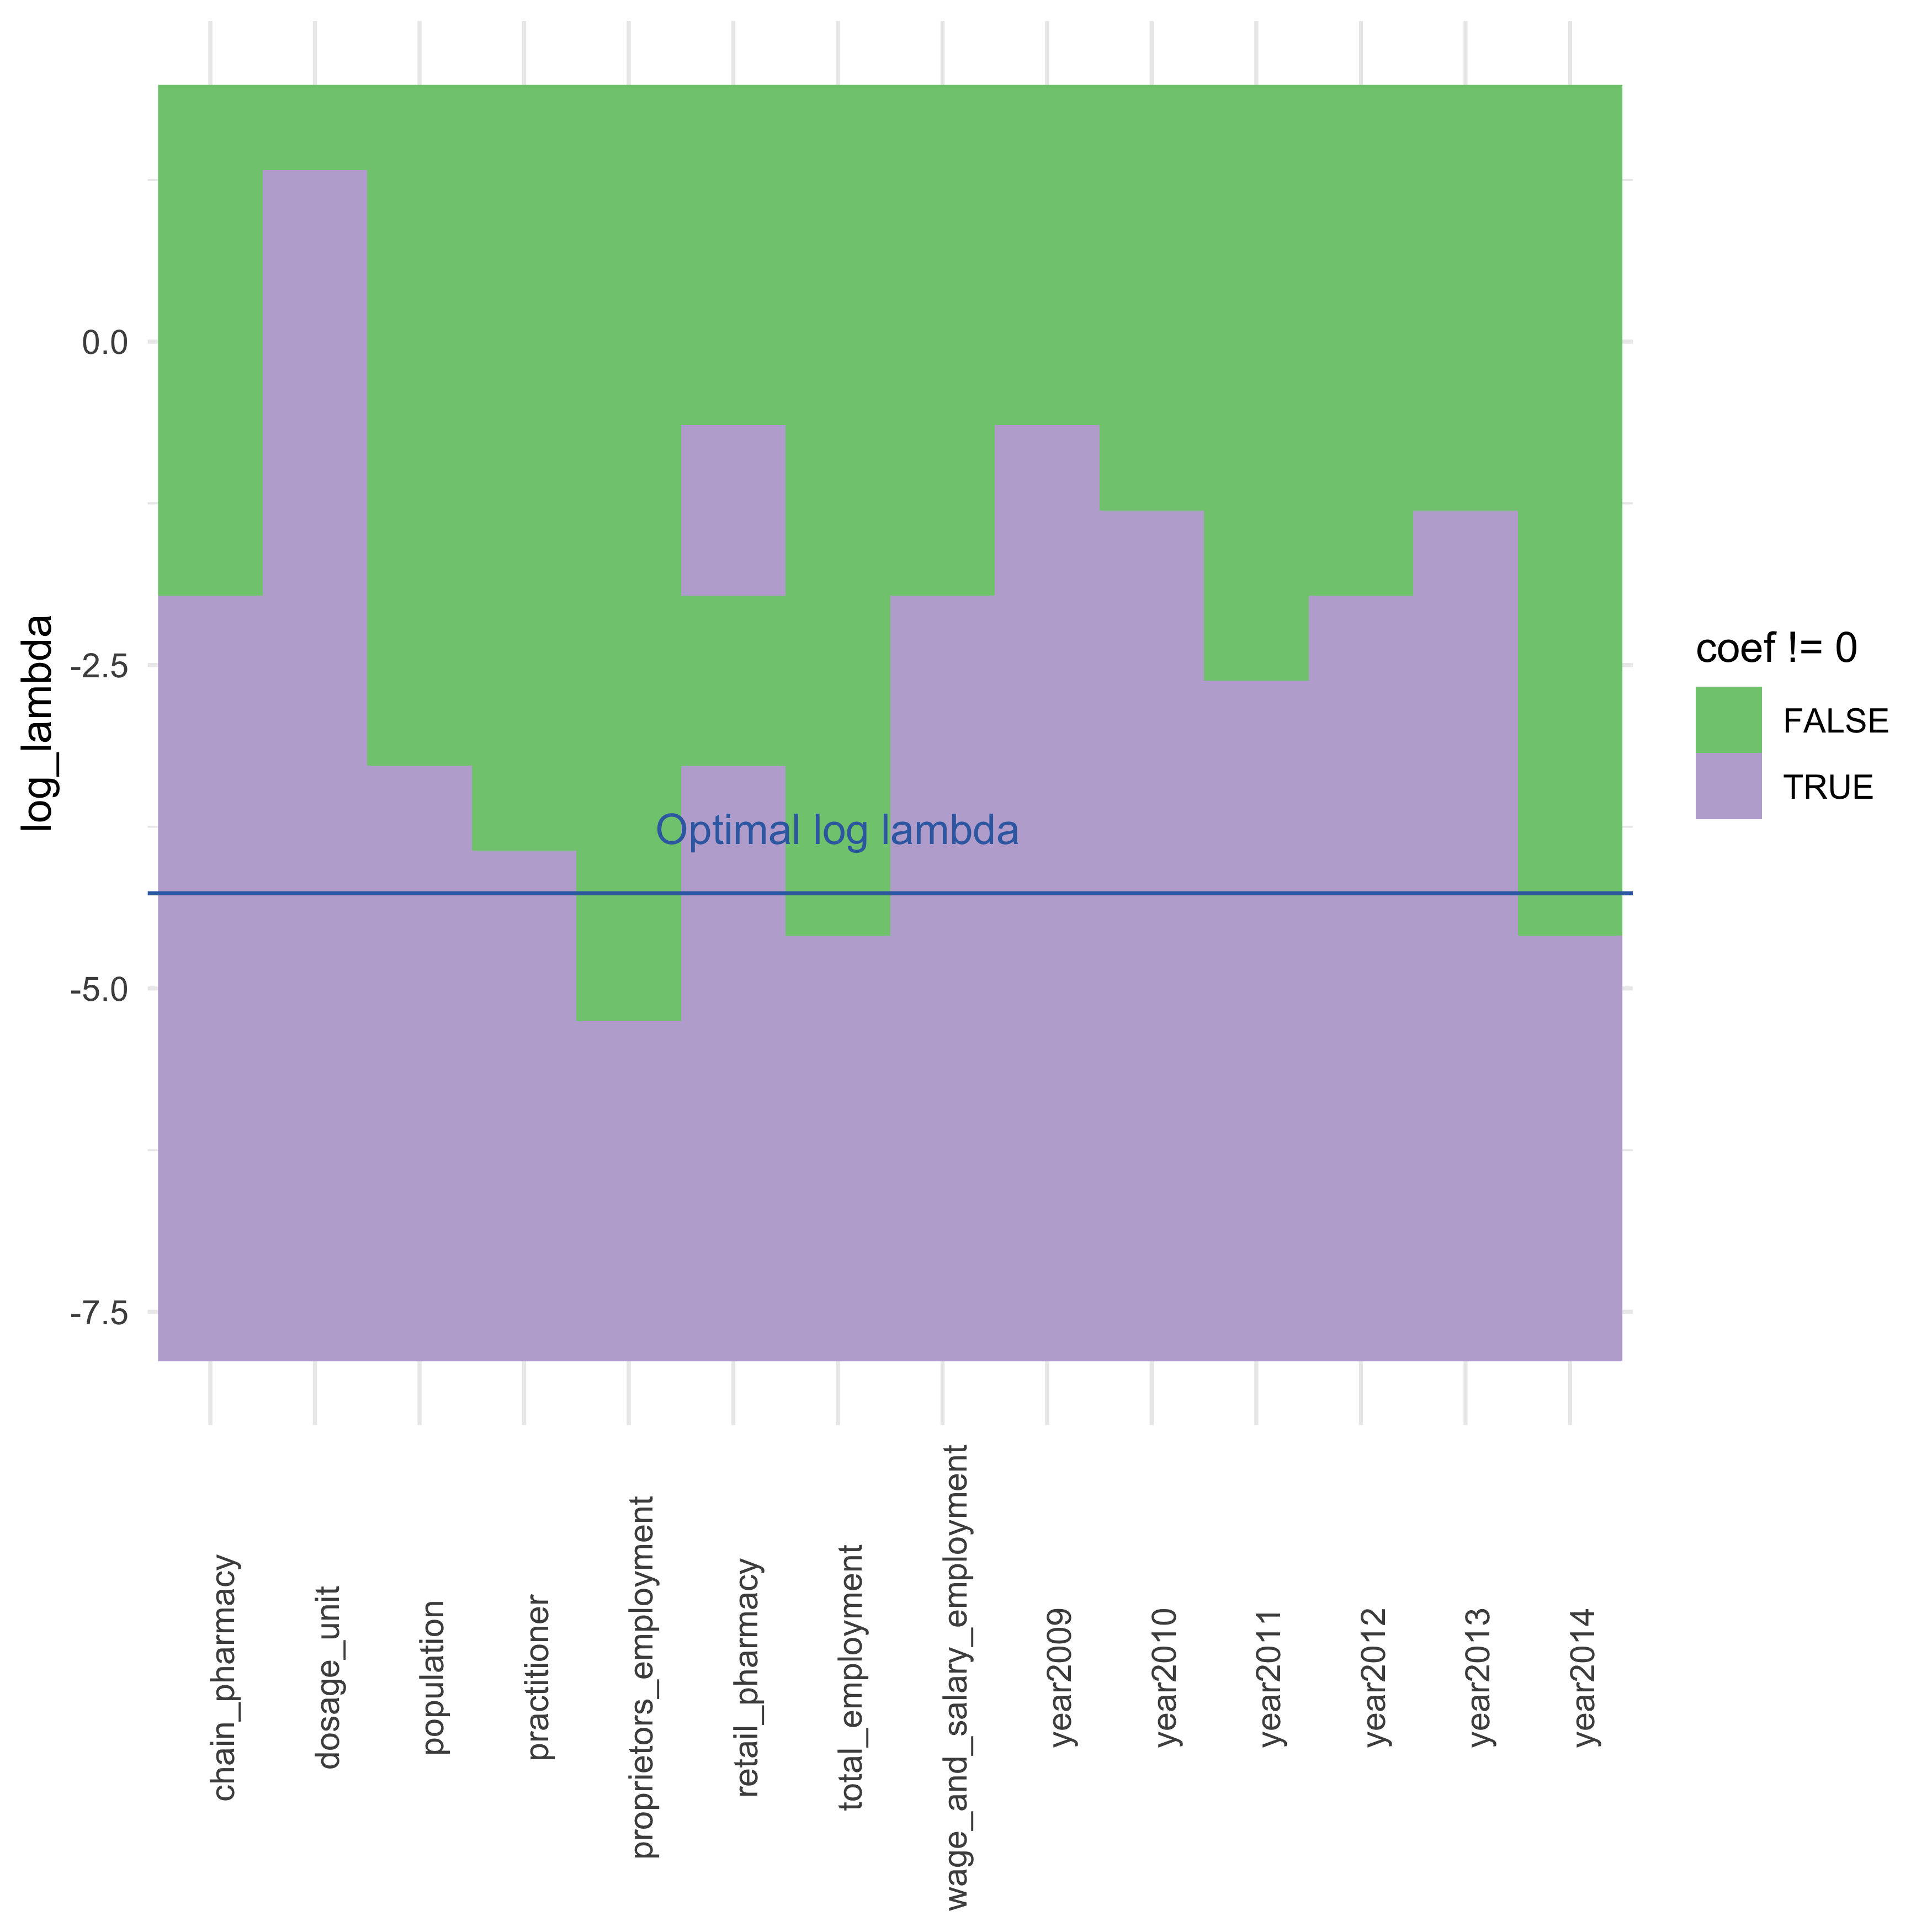 log_lambda
0.0
-2.5
-5.0
-7.5
Optimal log lambda
chain_pharmacy
dosage_unit
population
practitioner
proprietors_employment
retail_pharmacy
total_employment
wage_and_salary_employment
year2009
year2010
year2011
year2012
year2013
year2014
coef != 0
FALSE
TRUE